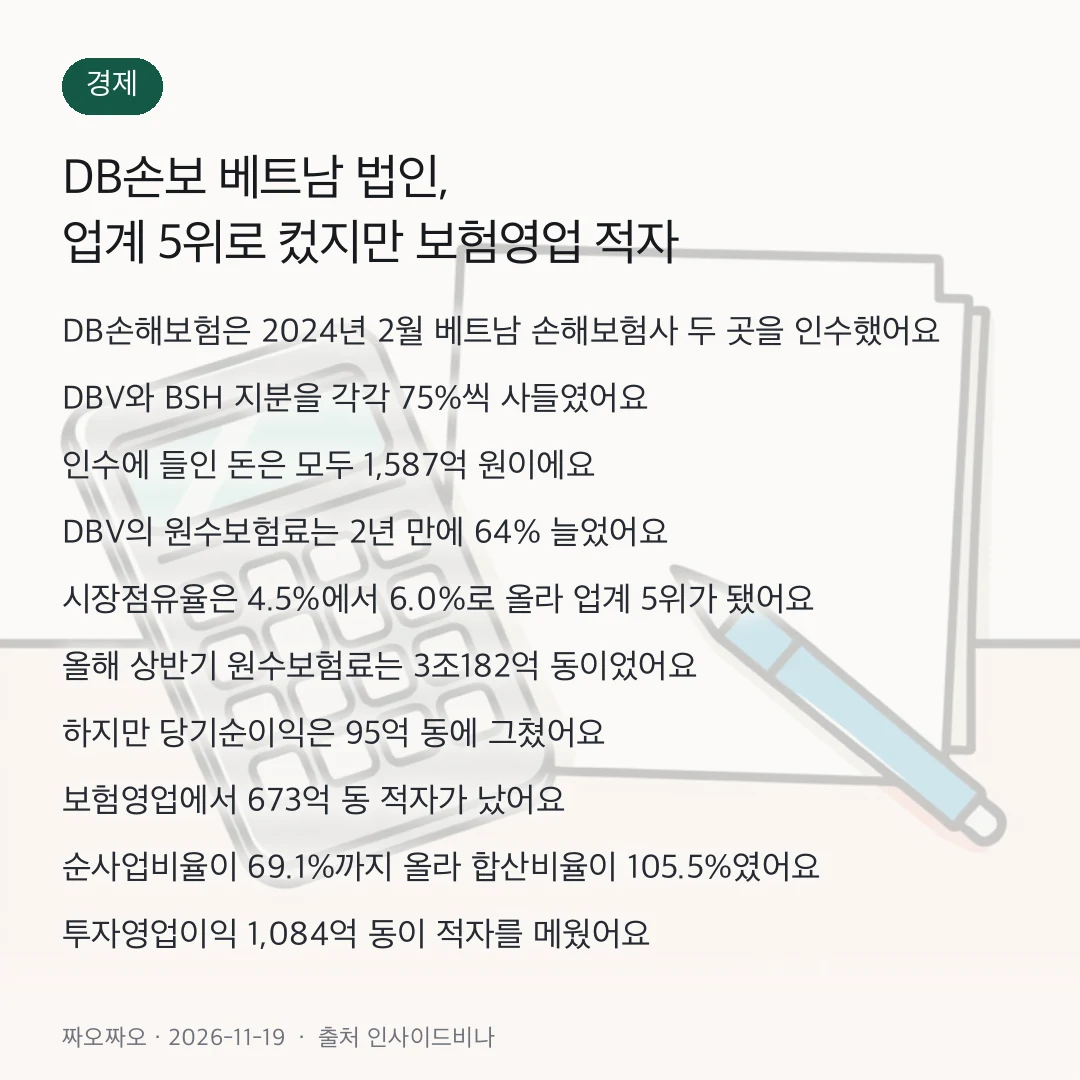 경제
DB손보 베트남 법인,
업계 5위로 컸지만 보험영업 적자
DB손해보험은 2024년 2월 베트남 손해보험사 두 곳을 인수했어요
DBV와 BSH 지분을 각각 75%씩 사들였어요
인수에 들인 돈은 모두 1,587억 원이에요
DBV의 원수보험료는 2년 만에 64% 늘었어요
시장점유율은 4.5%에서 6.0%로 올라 업계 5위가 됐어요
올해 상반기 원수보험료는 3조182억 동이었어요
하지만 당기순이익은 95억 동에 그쳤어요
보험영업에서 673억 동 적자가 났어요
순사업비율이 69.1%까지 올라 합산비율이 105.5%였어요
투자영업이익 1,084억 동이 적자를 메웠어요
짜오짜오 · 2026-11-19 · 출처 인사이드비나